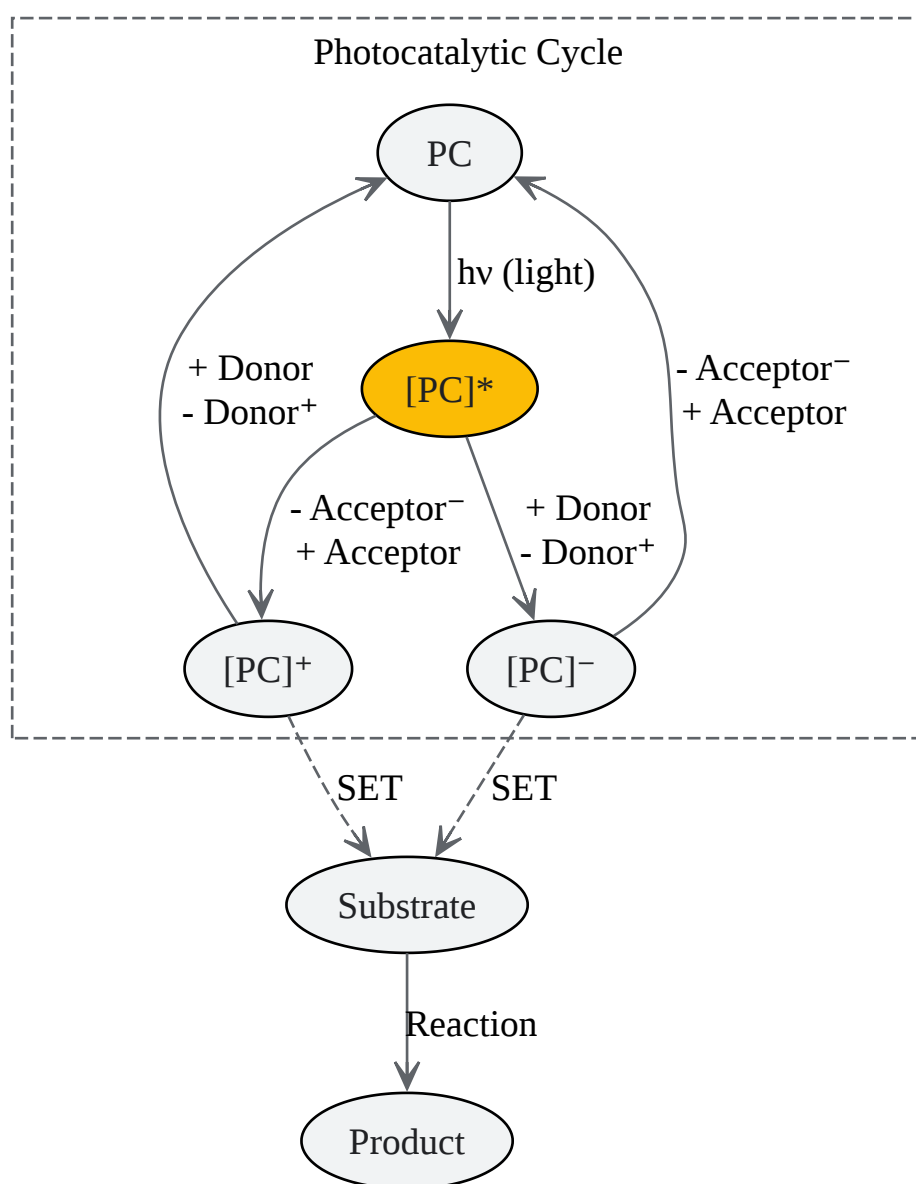 Photocatalytic Cycle
PC
hν (light)
+ Donor
- Donor⁺
[PC]*
- Acceptor⁻
+ Acceptor
- Acceptor⁻
+ Acceptor
+ Donor
- Donor⁺
[PC]⁺
[PC]⁻
SET
SET
Substrate
Reaction
Product